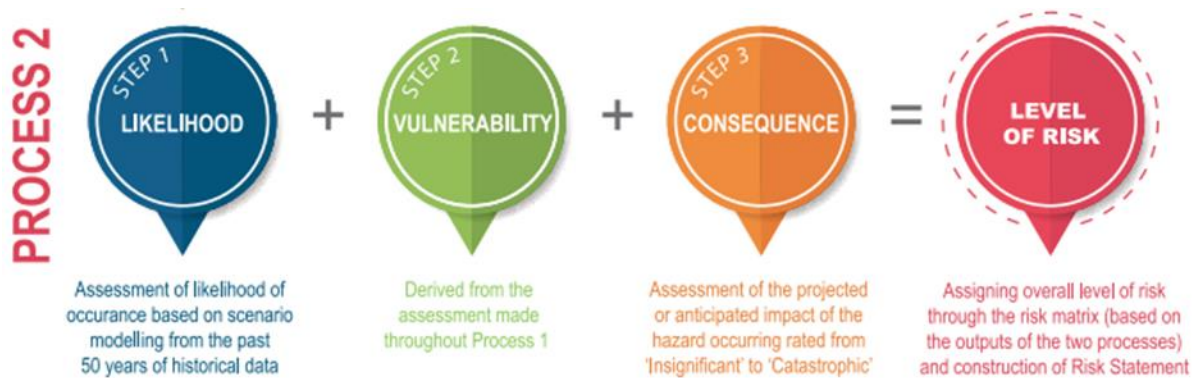 PROCESS 2
STEP 1
LIKELIHOOD
+
STEP 2
VULNERABILITY
+
STEP 3
CONSEQUENCE
=
LEVEL
OF RISK
Assessment of likelihood of
occurance based on scenario
modelling from the past
50 years of historical data
Derived from the
assessment made
throughout Process 1
Assessment of the projected
or anticipated impact of the
hazard occurring rated from
'Insignificant' to 'Catastrophic'
Assigning overall level of risk
through the risk matrix (based on
the outputs of the two processes)
and construction of Risk Statement